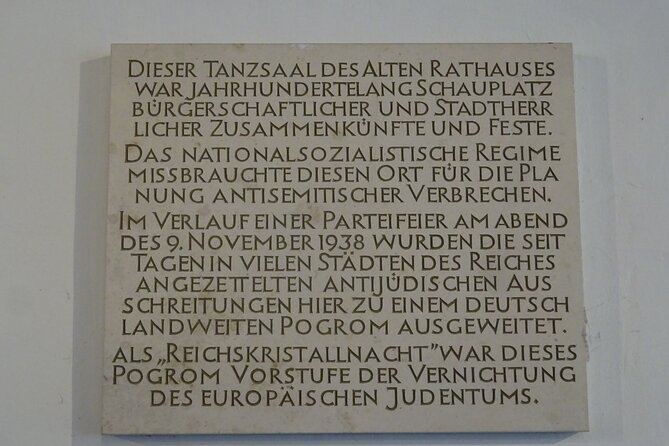 DIESER TANZSAAL DES ALTEN RATHAUSES
WAR JAHRHUNDERTELANG SCHAUPLATZ
BÜRGERSCHAFTLICHER UND STADTHERR
LICHER ZUSAMMENKÜNFTE UND FESTE.
DAS NATIONALSOZIALISTISCHE REGIME
MISSBRAUCHTE DIESEN ORT FÜR DIE PLA
NUNG ANTISEMITISCHER VERBRECHEN.
IM VERLAUF EINER PARTEIFEIER AM ABEND
DES 9. NOVEMBER 1938 WURDEN DIE SEIT
TAGEN IN VIELEN STÄDTEN DES REICHES
ANGEZETTELTEN ANTIJÜDISCHEN AUS
SCHREITUNGEN HIER ZU EINEM DEUTSCH
LANDWEITEN POGROM AUSGEWEITET.
ALS „REICHSKRISTALLNACHT” WAR DIESES
POGROM VORSTUFE DER VERNICHTUNG
DES EUROPÄISCHEN JUDENTUMS.